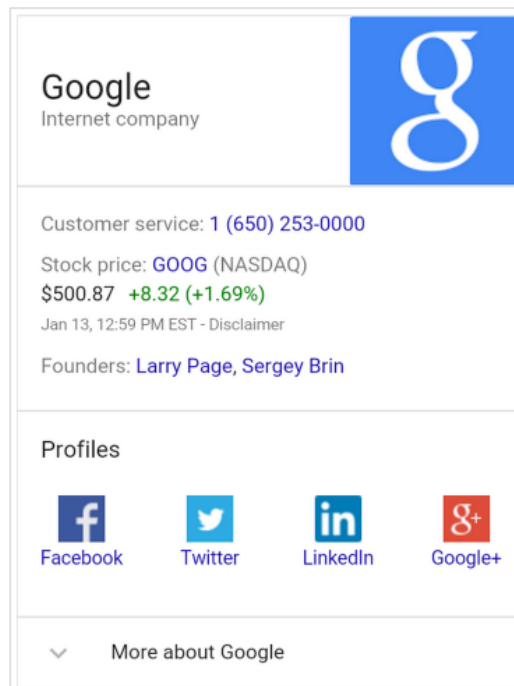 Google
Internet company
g
Customer service: 1 (650) 253-0000
Stock price: GOOG (NASDAQ)
$500.87 +8.32 (+1.69%)
Jan 13, 12:59 PM EST - Disclaimer
Founders: Larry Page, Sergey Brin
Profiles
f in g+
Facebook Twitter LinkedIn Google+
More about Google